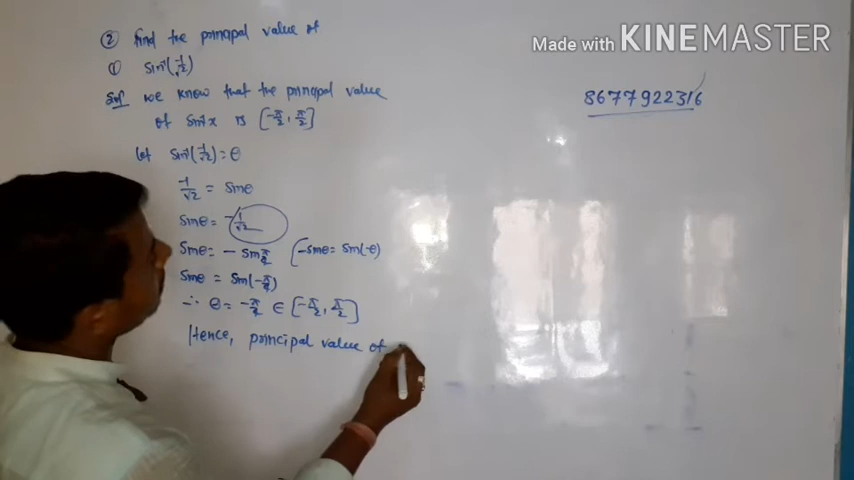 ② Find the principal value of
① sin⁻¹(-1/√2)
Solⁿ we know that the principal value
of sin⁻¹x is [-π/2, π/2]
let sin⁻¹(-1/√2) = θ
-1/√2 = sinθ
sinθ = -1/√2
sinθ = - sin π/4 (-sinθ = sin(-θ)
sinθ = sin(-π/4)
∴ θ = -π/4 ∈ [-π/2, π/2]
Hence, principal value of
Made with KINEMASTER
8677922316